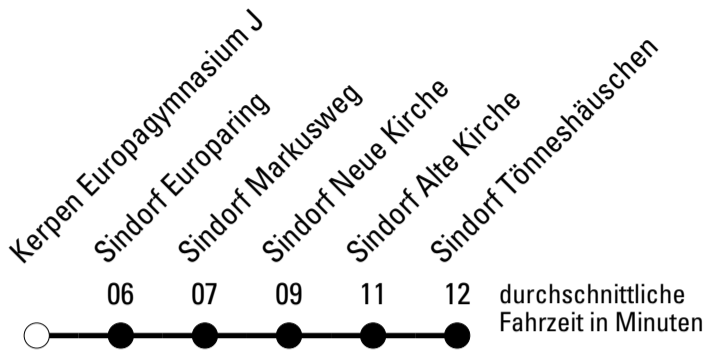 Kerpen Europagymnasium J
Sindorf Europaring
Sindorf Markusweg
Sindorf Neue Kirche
Sindorf Alte Kirche
Sindorf Tönneshäuschen
06 07 09 11 12 durchschnittliche
Fahrzeit in Minuten